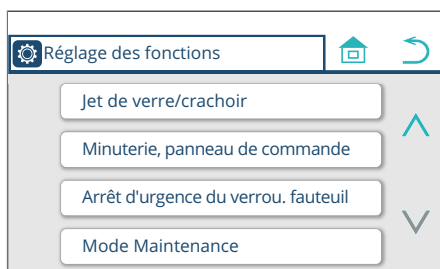 Réglage des fonctions
Jet de verre/crachoir
Minuterie, panneau de commande
Arrêt d'urgence du verrou. fauteuil
Mode Maintenance